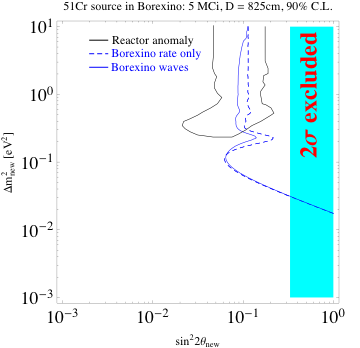 51Cr source in Borexino: 5 MCi, D = 825cm, 90% C.L.
10¹
Reactor anomaly
Borexino rate only
Borexino waves
2σ excluded
10⁰
Δm²new [eV²]
10⁻¹
10⁻²
10⁻³
10⁻³ 10⁻² 10⁻¹ 10⁰
sin²2θnew